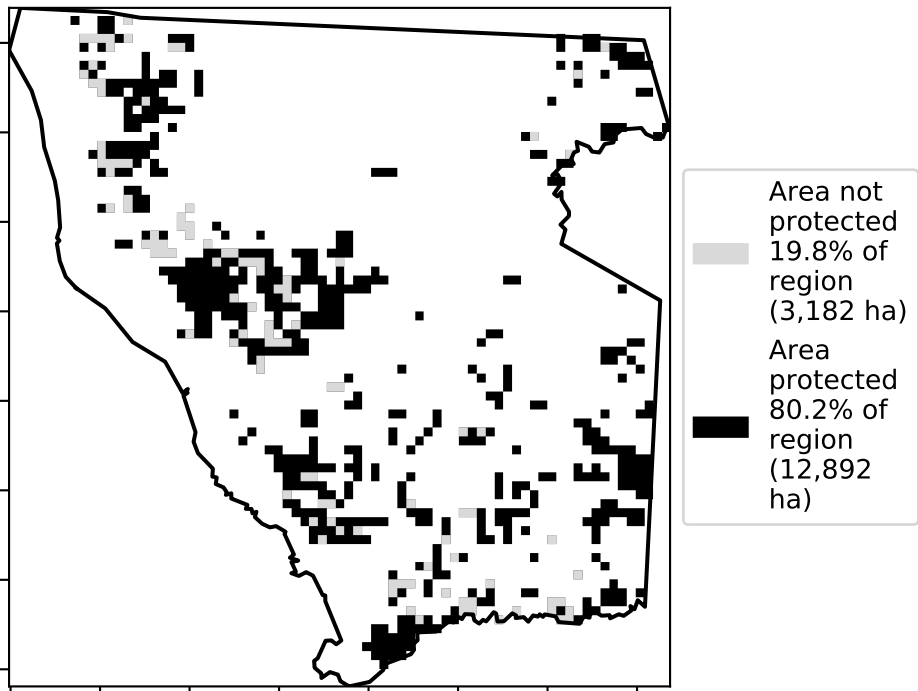 Area not
protected
19.8% of
region
(3,182 ha)
Area
protected
80.2% of
region
(12,892
ha)